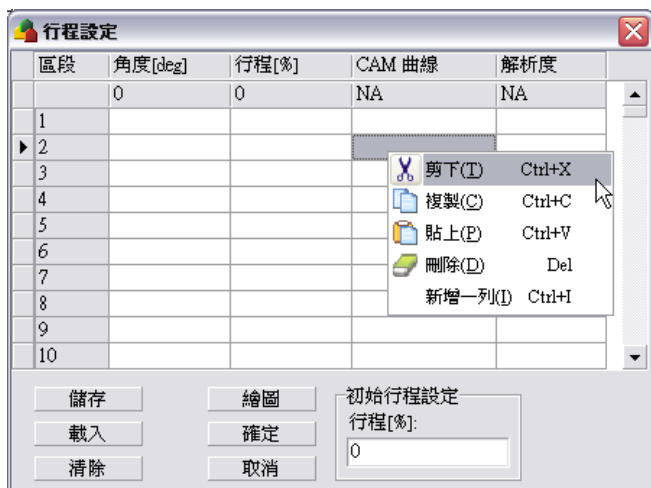 行程設定
區段 角度[deg] 行程[%] CAM 曲線 解析度
0 0 NA NA
1
2
3
4
5
6
7
8
9
10
剪下(T) Ctrl+X
複製(C) Ctrl+C
貼上(P) Ctrl+V
刪除(D) Del
新增一列(I) Ctrl+I
儲存 繪圖
載入 確定
清除 取消
初始行程設定
行程[%]:
0